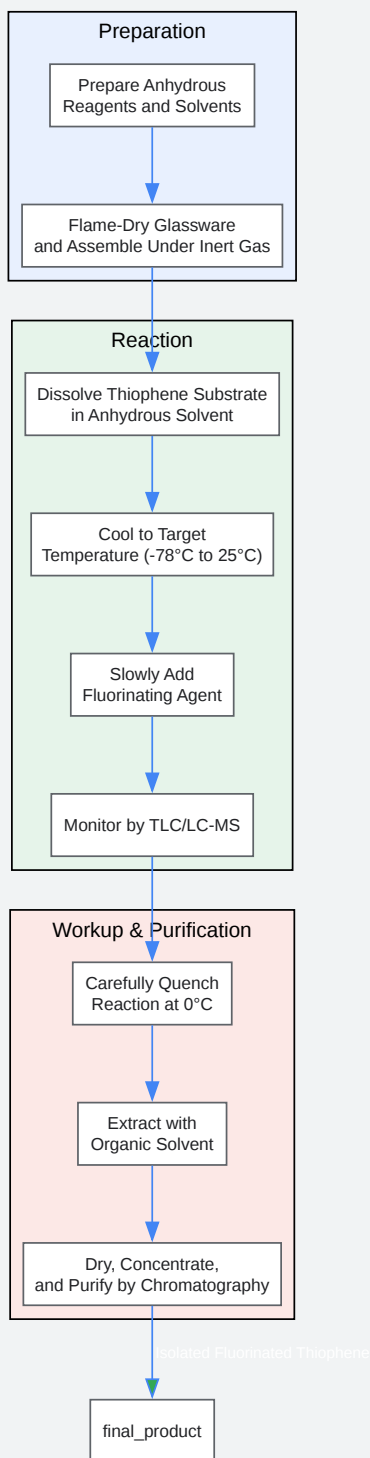 Preparation
Prepare Anhydrous
Reagents and Solvents
Flame-Dry Glassware
and Assemble Under Inert Gas
Reaction
Dissolve Thiophene Substrate
in Anhydrous Solvent
Cool to Target
Temperature (-78°C to 25°C)
Slowly Add
Fluorinating Agent
Monitor by TLC/LC-MS
Workup & Purification
Carefully Quench
Reaction at 0°C
Extract with
Organic Solvent
Dry, Concentrate,
and Purify by Chromatography
Isolated Fluorinated Thiophene
final_product